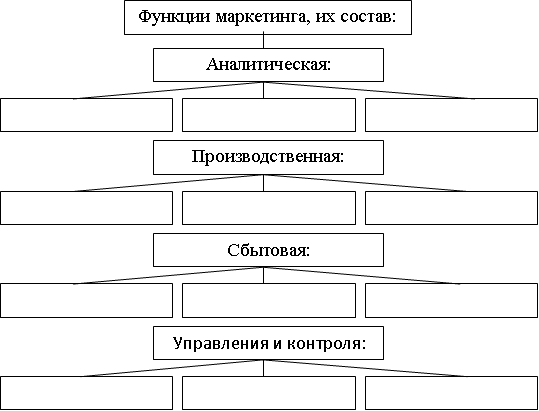 Функции маркетинга, их состав:
Аналитическая:
Производственная:
Сбытовая:
Управления и контроля: